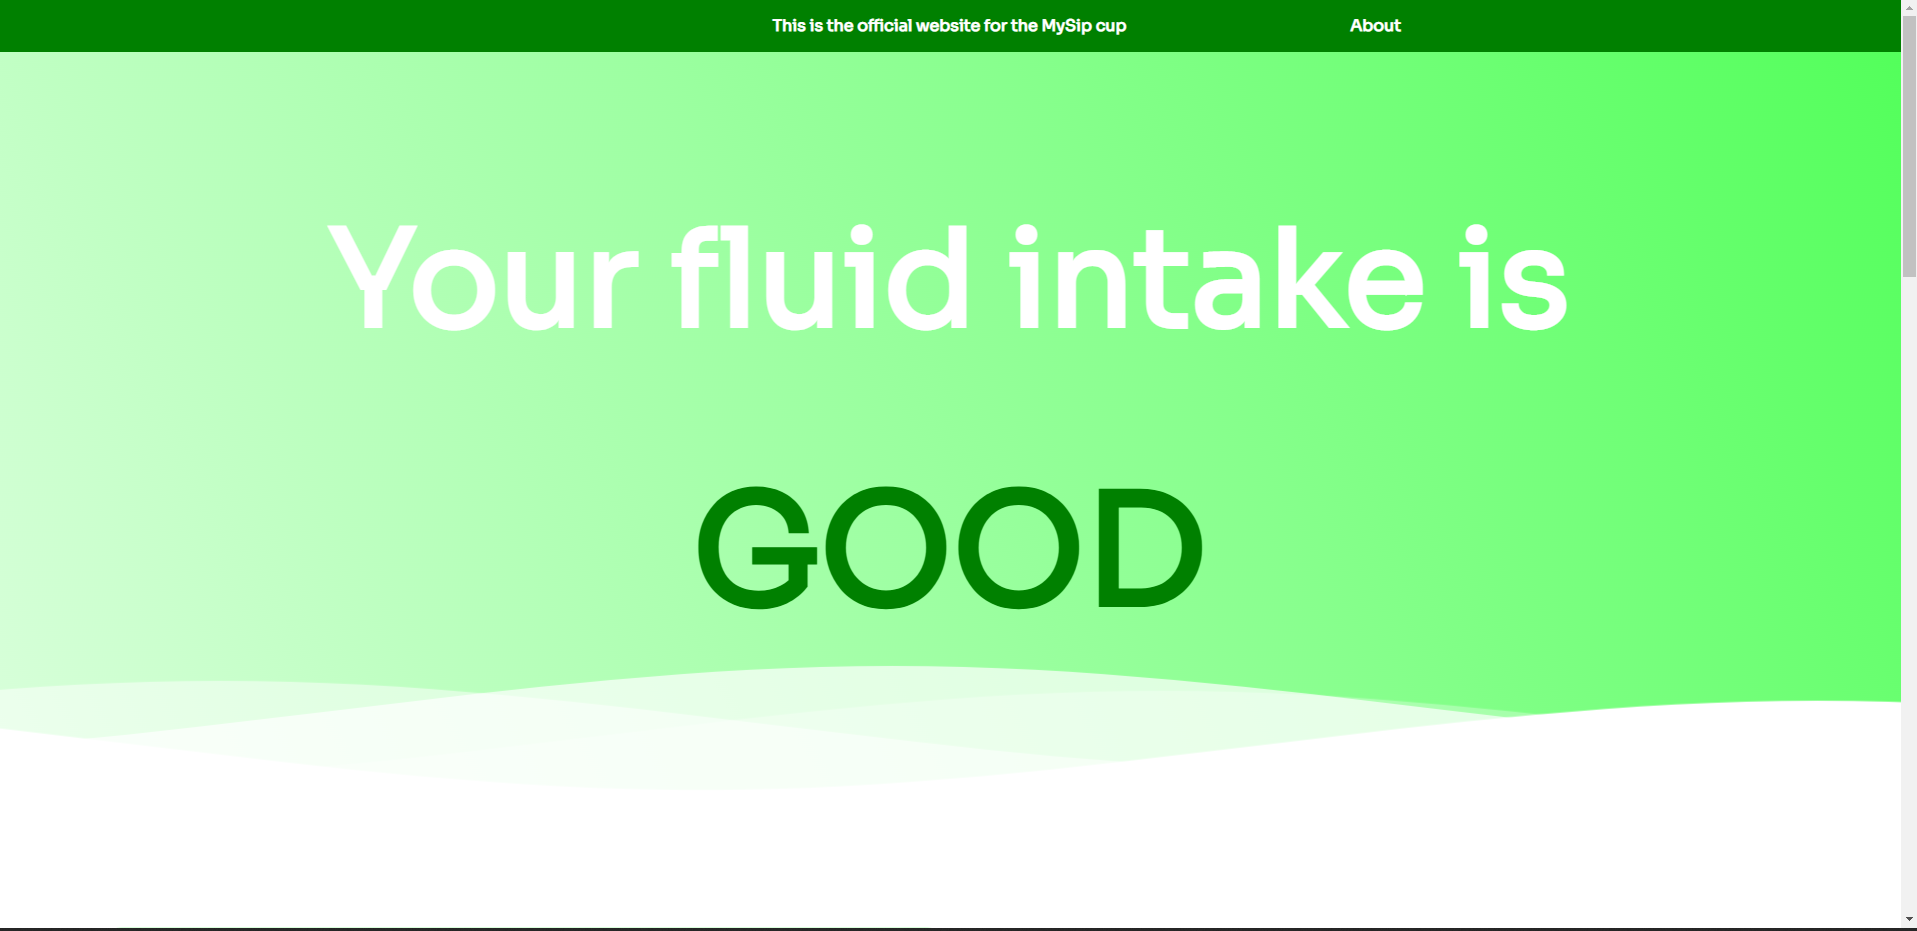 This is the official website for the MySip cup
About
Your fluid intake is
GOOD